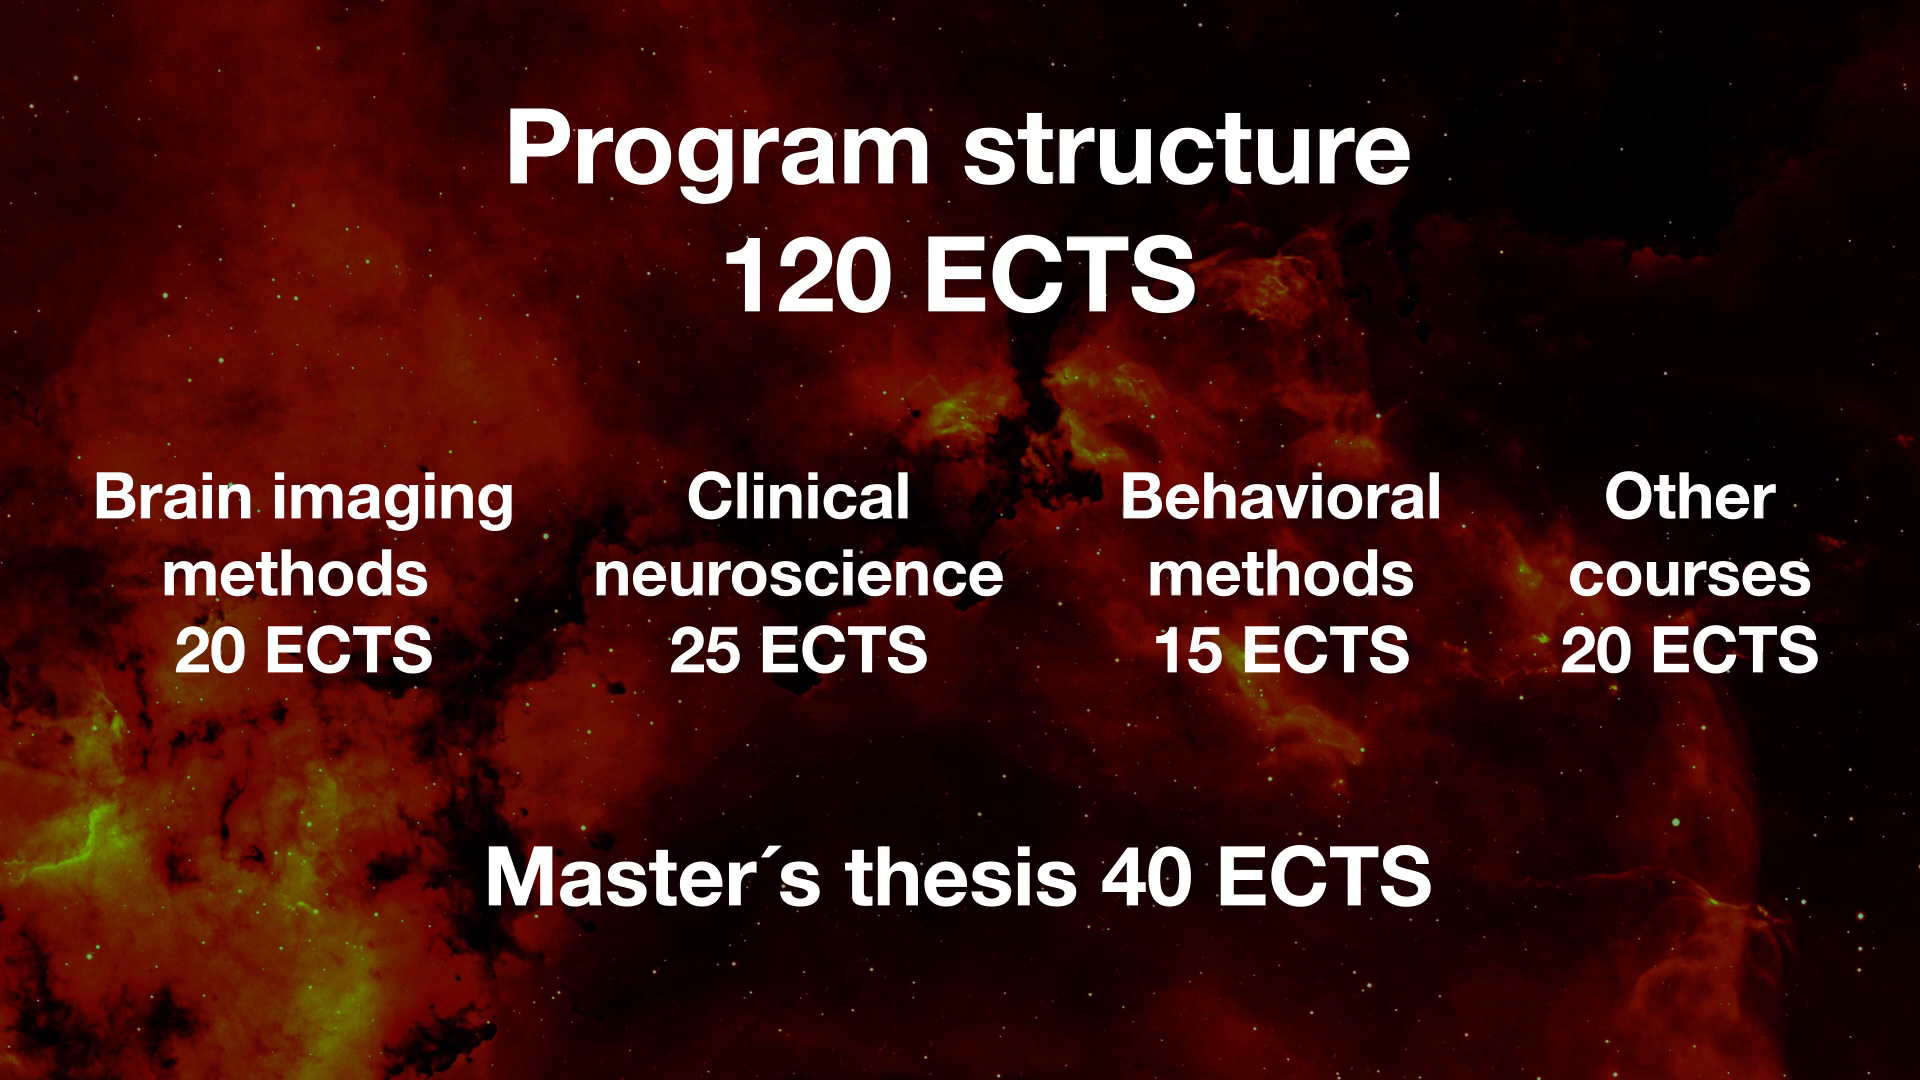 Program structure
120 ECTS
Brain imaging
methods
20 ECTS
Clinical
neuroscience
25 ECTS
Behavioral
methods
15 ECTS
Other
courses
20 ECTS
Master´s thesis 40 ECTS